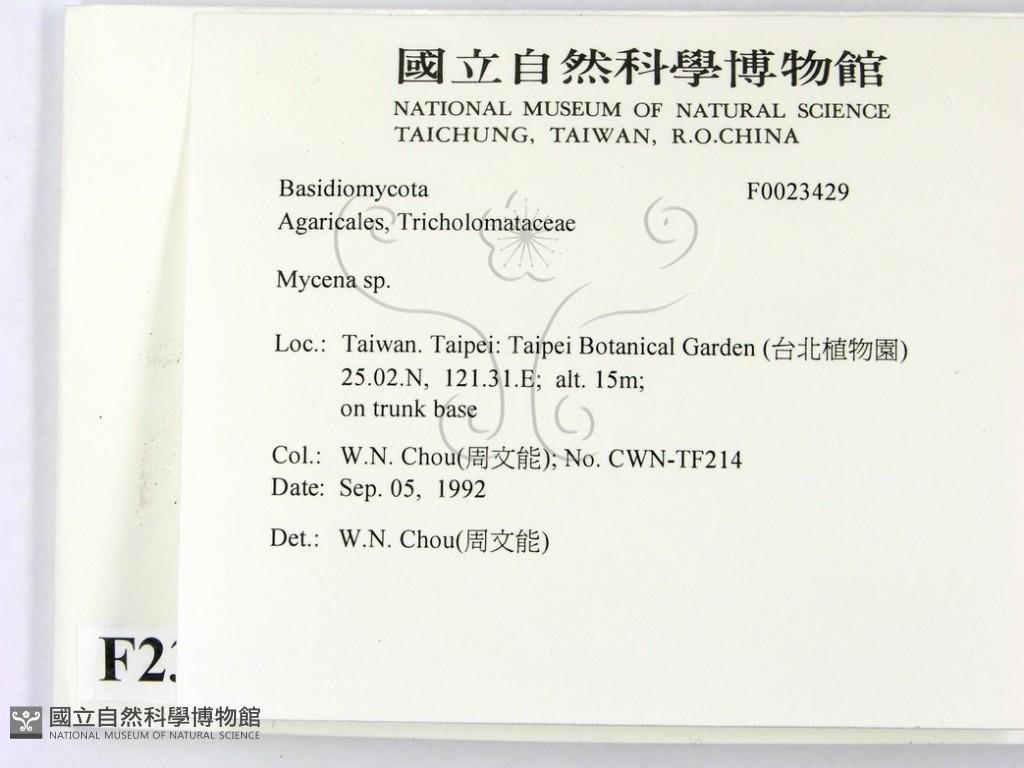 國立自然科學博物館
NATIONAL MUSEUM OF NATURAL SCIENCE
TAICHUNG, TAIWAN, R.O.CHINA
Basidiomycota F0023429
Agaricales, Tricholomataceae
Mycena sp.
Loc.: Taiwan. Taipei: Taipei Botanical Garden (台北植物園)
25.02.N, 121.31.E; alt. 15m;
on trunk base
Col.: W.N. Chou(周文能); No. CWN-TF214
Date: Sep. 05, 1992
Det.: W.N. Chou(周文能)
國立自然科學博物館
NATIONAL MUSEUM OF NATURAL SCIENCE